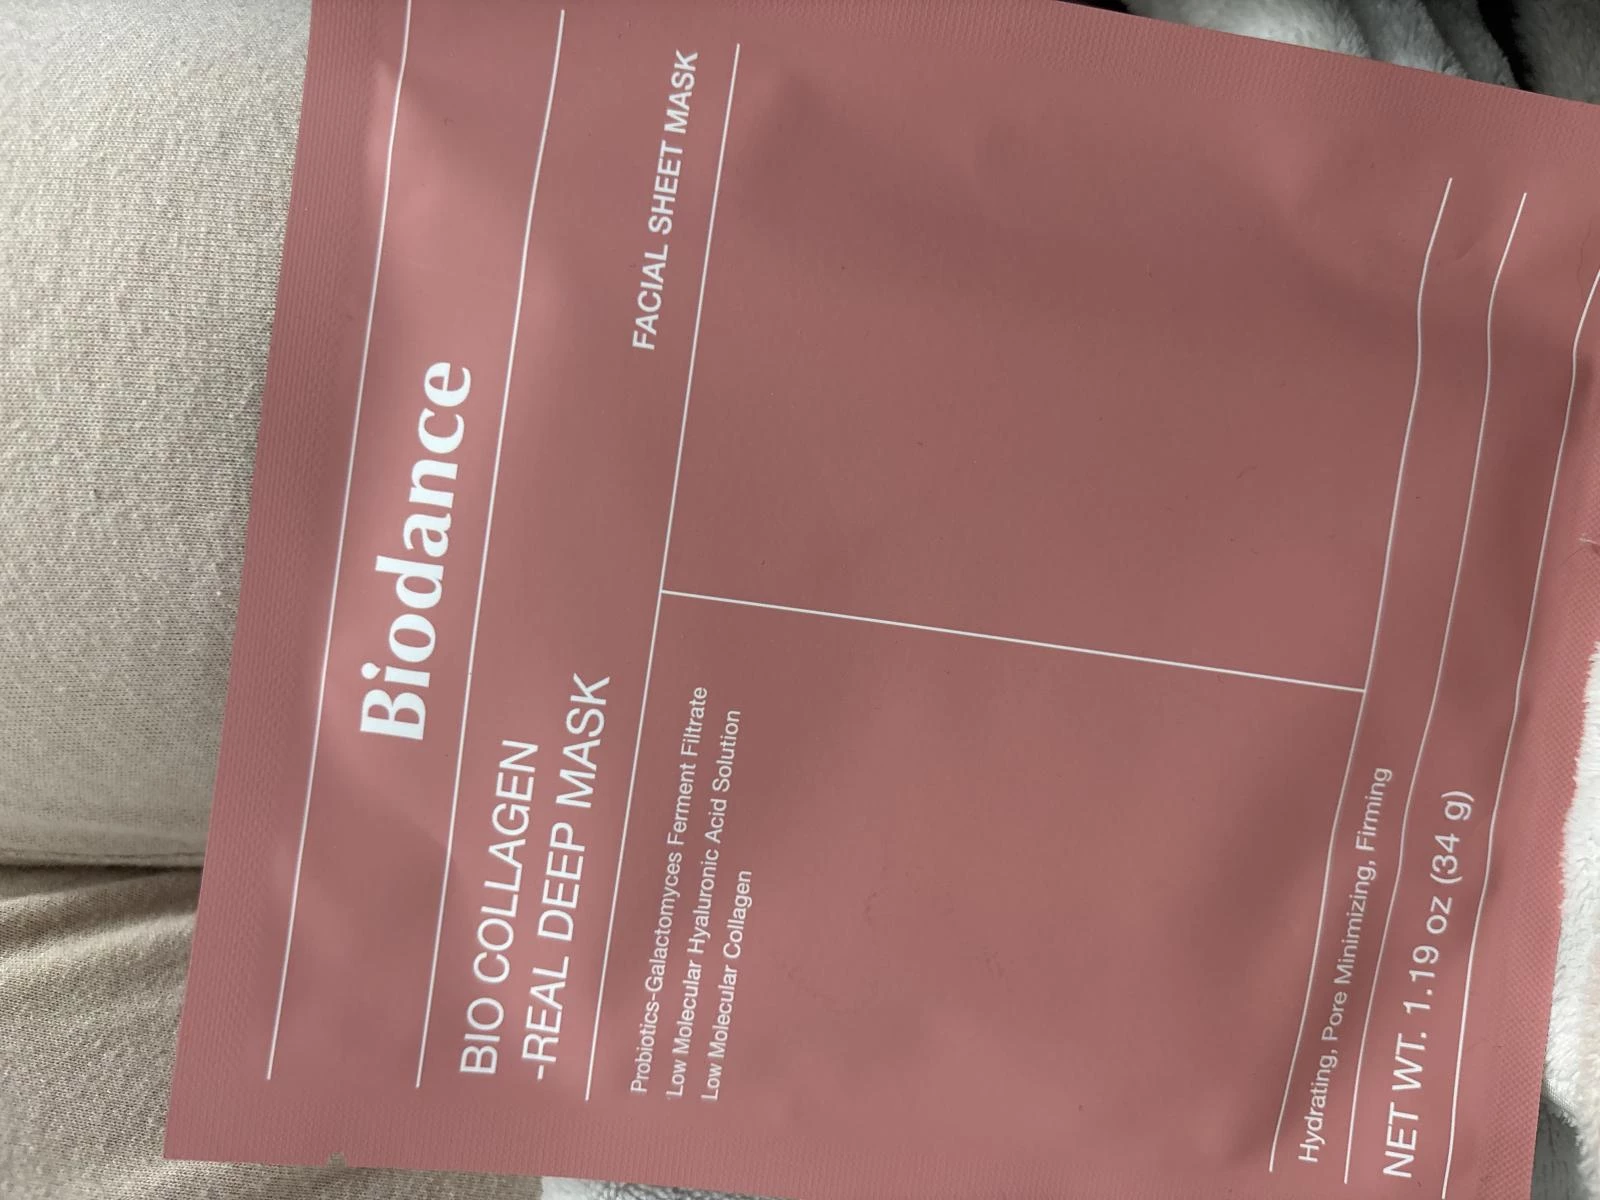 Biodance
BIO COLLAGEN
-REAL DEEP MASK
FACIAL SHEET MASK
Probiotics-Galactomyces Ferment Filtrate
Low Molecular Hyaluronic Acid Solution
Low Molecular Collagen
Hydrating, Pore Minimizing, Firming
NET WT. 1.19 oz (34 g)